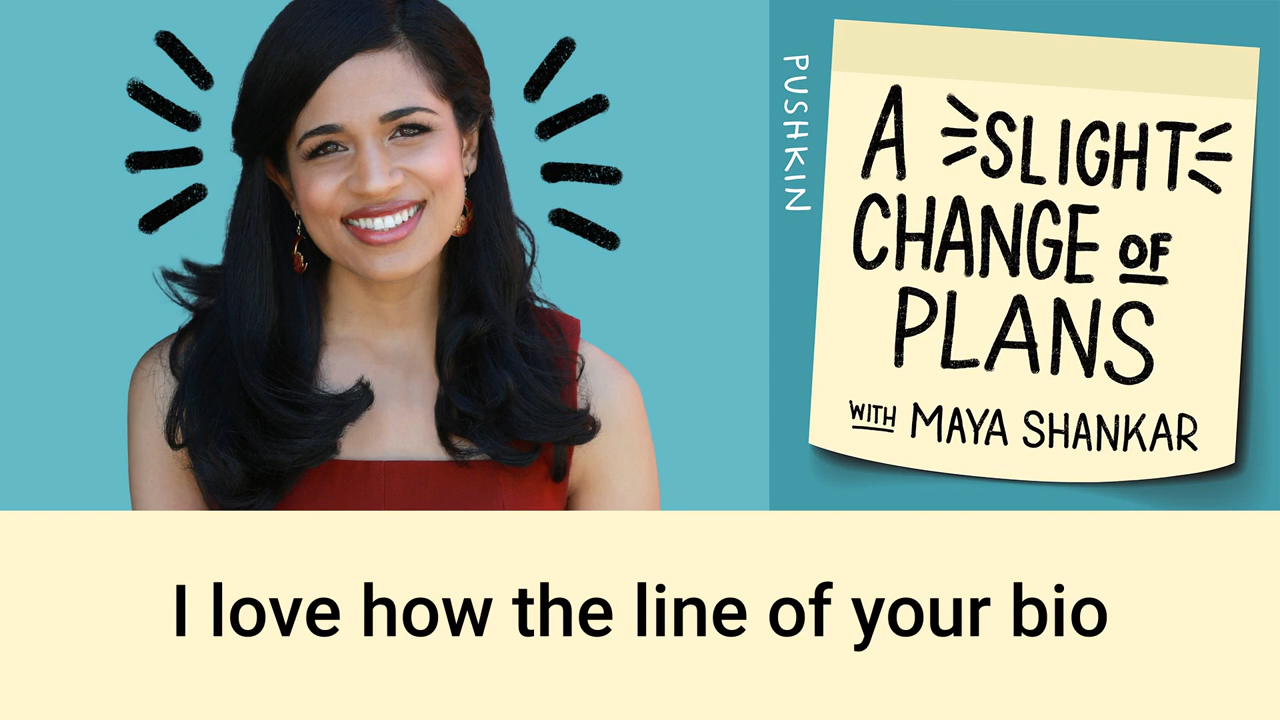 PUSHKIN
A SLIGHT
CHANGE OF
PLANS
WITH MAYA SHANKAR
I love how the line of your bio